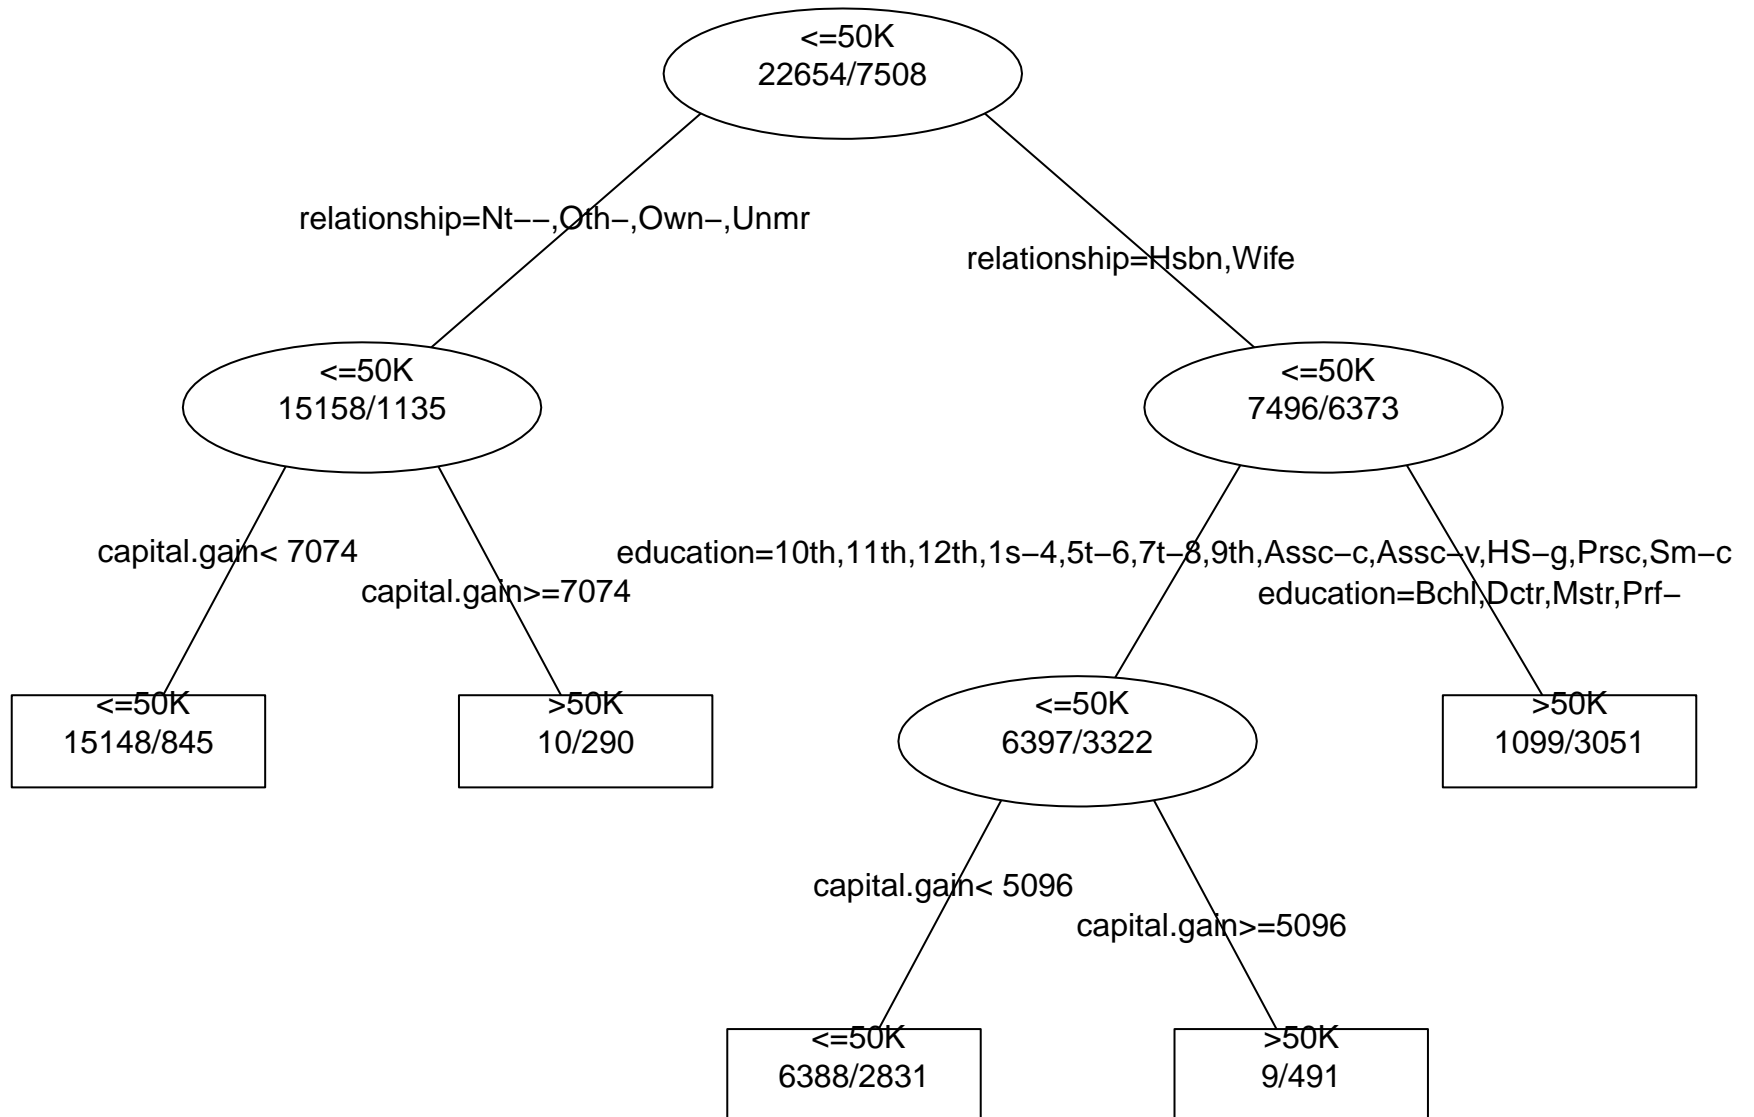 <=50K
22654/7508
relationship=Nt−−,Oth−,Own−,Unmr
relationship=Hsbn,Wife
<=50K
15158/1135
<=50K
7496/6373
capital.gain< 7074
capital.gain>=7074
education=10th,11th,12th,1s−4,5t−6,7t−8,9th,Assc−c,Assc−v,HS−g,Prsc,Sm−c
education=Bchl,Dctr,Mstr,Prf−
<=50K
15148/845
>50K
10/290
<=50K
6397/3322
>50K
1099/3051
capital.gain< 5096
capital.gain>=5096
<=50K
6388/2831
>50K
9/491